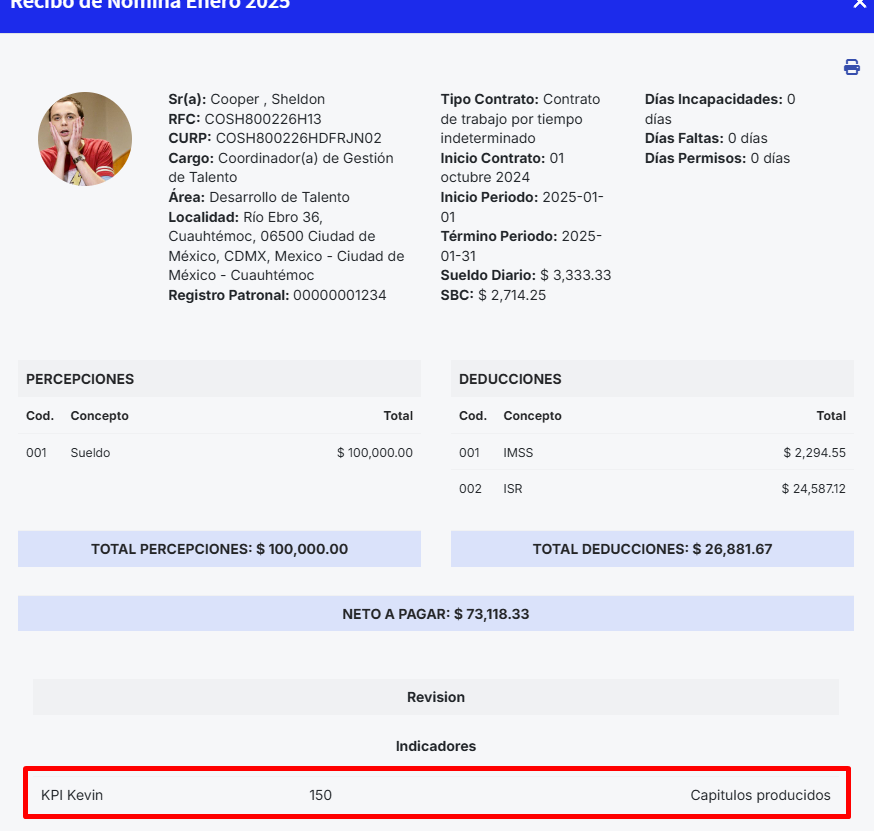 Recibo de Nómina Enero 2025
Sr(a): Cooper , Sheldon
RFC: COSH800226H13
CURP: COSH800226HDFRJN02
Cargo: Coordinador(a) de Gestión
de Talento
Área: Desarrollo de Talento
Localidad: Río Ebro 36,
Cuauhtémoc, 06500 Ciudad de
México, CDMX, Mexico - Ciudad de
México - Cuauhtémoc
Registro Patronal: 00000001234
Tipo Contrato: Contrato
de trabajo por tiempo
indeterminado
Inicio Contrato: 01
octubre 2024
Inicio Periodo: 2025-01-
01
Término Periodo: 2025-
01-31
Sueldo Diario: $ 3,333.33
SBC: $ 2,714.25
Días Incapacidades: 0
días
Días Faltas: 0 días
Días Permisos: 0 días
PERCEPCIONES
Cod. Concepto Total
001 Sueldo $ 100,000.00
TOTAL PERCEPCIONES: $ 100,000.00
DEDUCCIONES
Cod. Concepto Total
001 IMSS $ 2,294.55
002 ISR $ 24,587.12
TOTAL DEDUCCIONES: $ 26,881.67
NETO A PAGAR: $ 73,118.33
Revision
Indicadores
KPI Kevin 150 Capitulos producidos